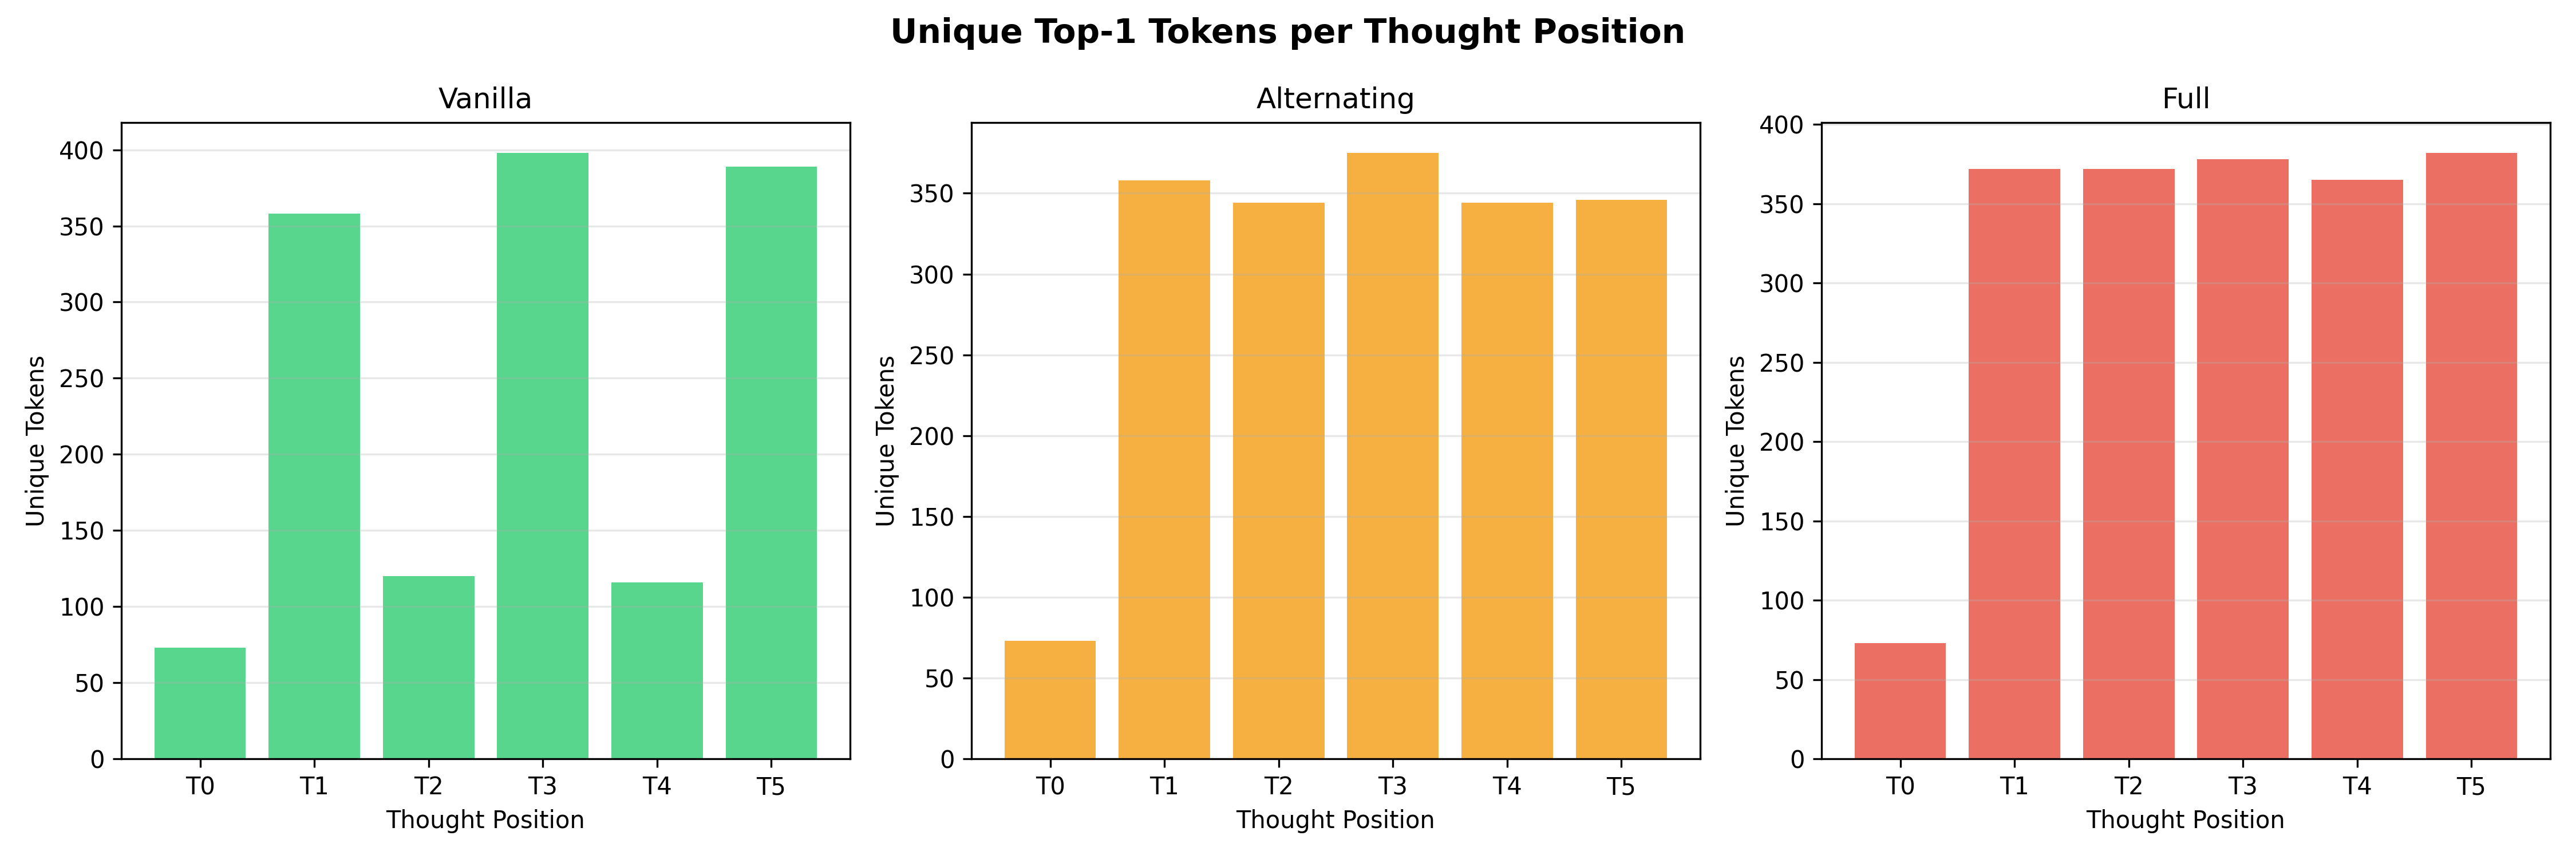 Unique Top-1 Tokens per Thought Position
Vanilla
Unique Tokens
400
350
300
250
200
150
100
50
0
T0 T1 T2 T3 T4 T5
Thought Position
Alternating
Unique Tokens
350
300
250
200
150
100
50
0
T0 T1 T2 T3 T4 T5
Thought Position
Full
Unique Tokens
400
350
300
250
200
150
100
50
0
T0 T1 T2 T3 T4 T5
Thought Position